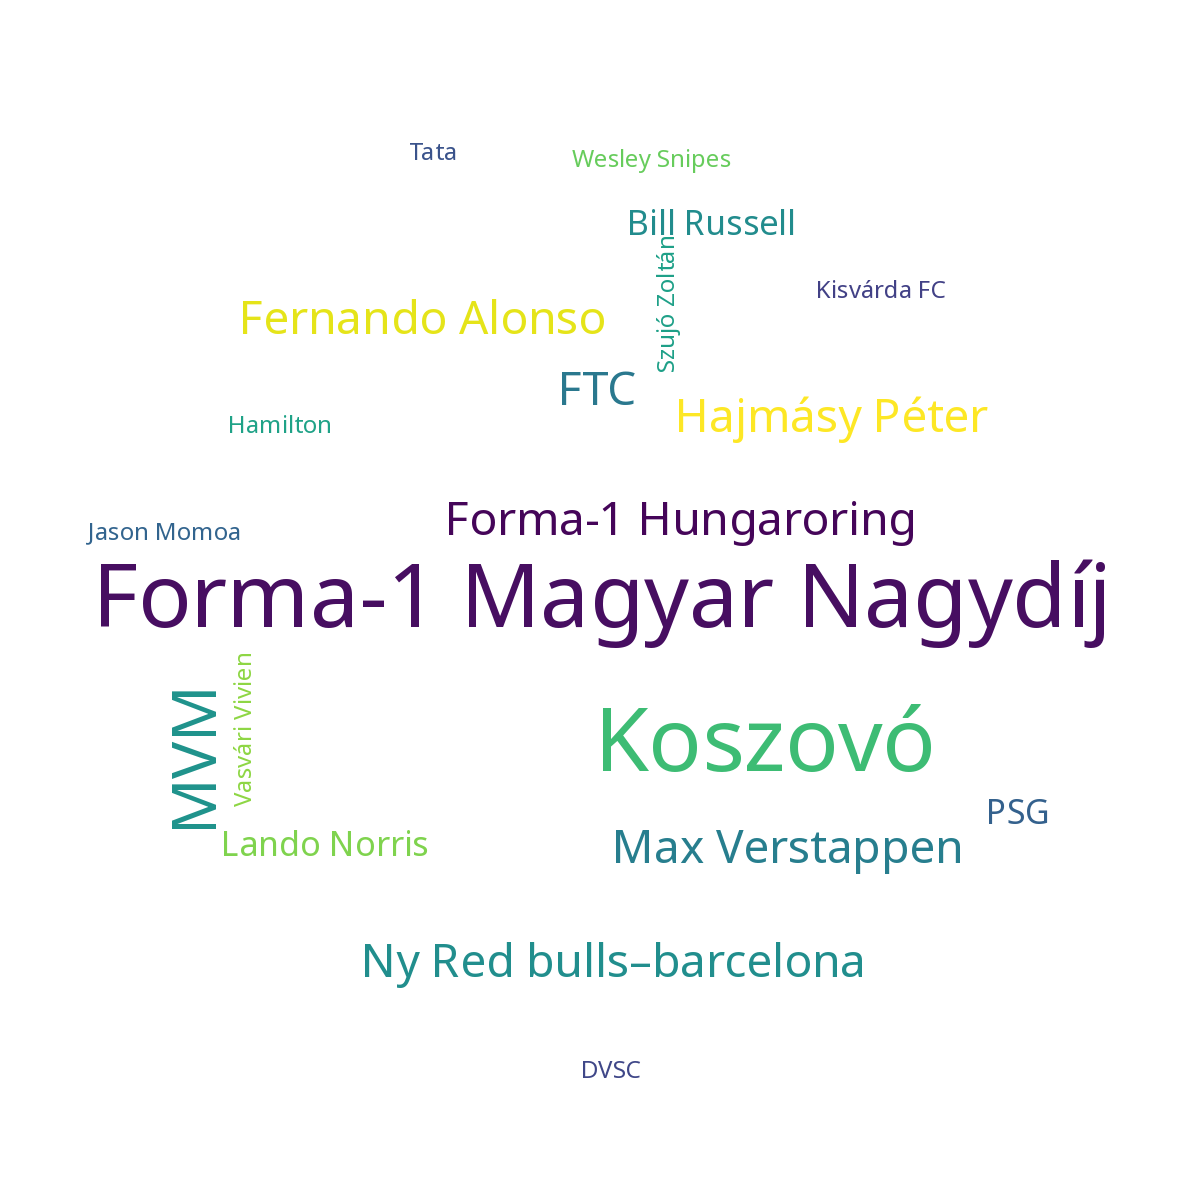 Tata
Wesley Snipes
Bill Russell
Szujó Zoltán
Kisvárda FC
Fernando Alonso
FTC
Hajmásy Péter
Hamilton
Forma-1 Hungaroring
Jason Momoa
Forma-1 Magyar Nagydíj
MVM
Vasvári Vivien
Koszovó
PSG
Lando Norris
Max Verstappen
Ny Red bulls–barcelona
DVSC